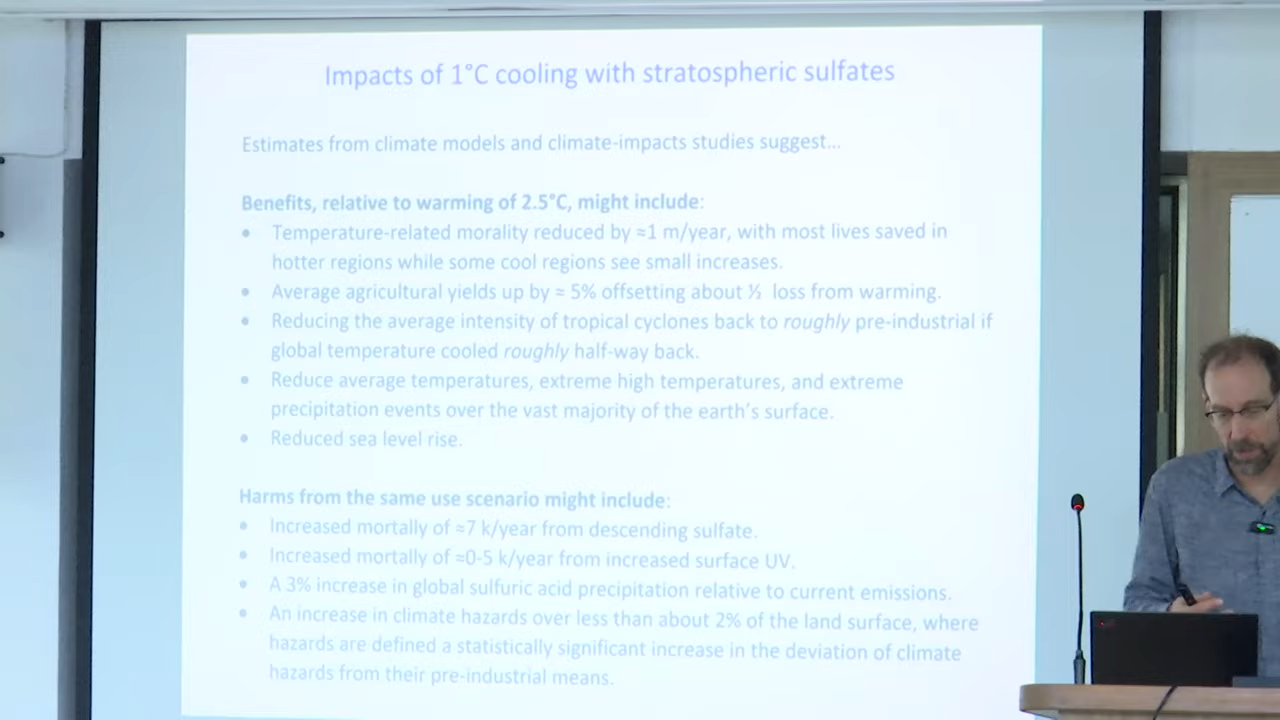 Impacts of 1°C cooling with stratospheric sulfates
Estimates from climate models and climate-impacts studies suggest...
Benefits, relative to warming of 2.5°C, might include:
• Temperature-related morality reduced by ≈1 m/year, with most lives saved in
hotter regions while some cool regions see small increases.
• Average agricultural yields up by ≈ 5% offsetting about ½ loss from warming.
• Reducing the average intensity of tropical cyclones back to roughly pre-industrial if
global temperature cooled roughly half-way back.
• Reduce average temperatures, extreme high temperatures, and extreme
precipitation events over the vast majority of the earth's surface.
• Reduced sea level rise.
Harms from the same use scenario might include:
• Increased mortally of ≈7 k/year from descending sulfate.
• Increased mortally of ≈0-5 k/year from increased surface UV.
• A 3% increase in global sulfuric acid precipitation relative to current emissions.
• An increase in climate hazards over less than about 2% of the land surface, where
hazards are defined a statistically significant increase in the deviation of climate
hazards from their pre-industrial means.